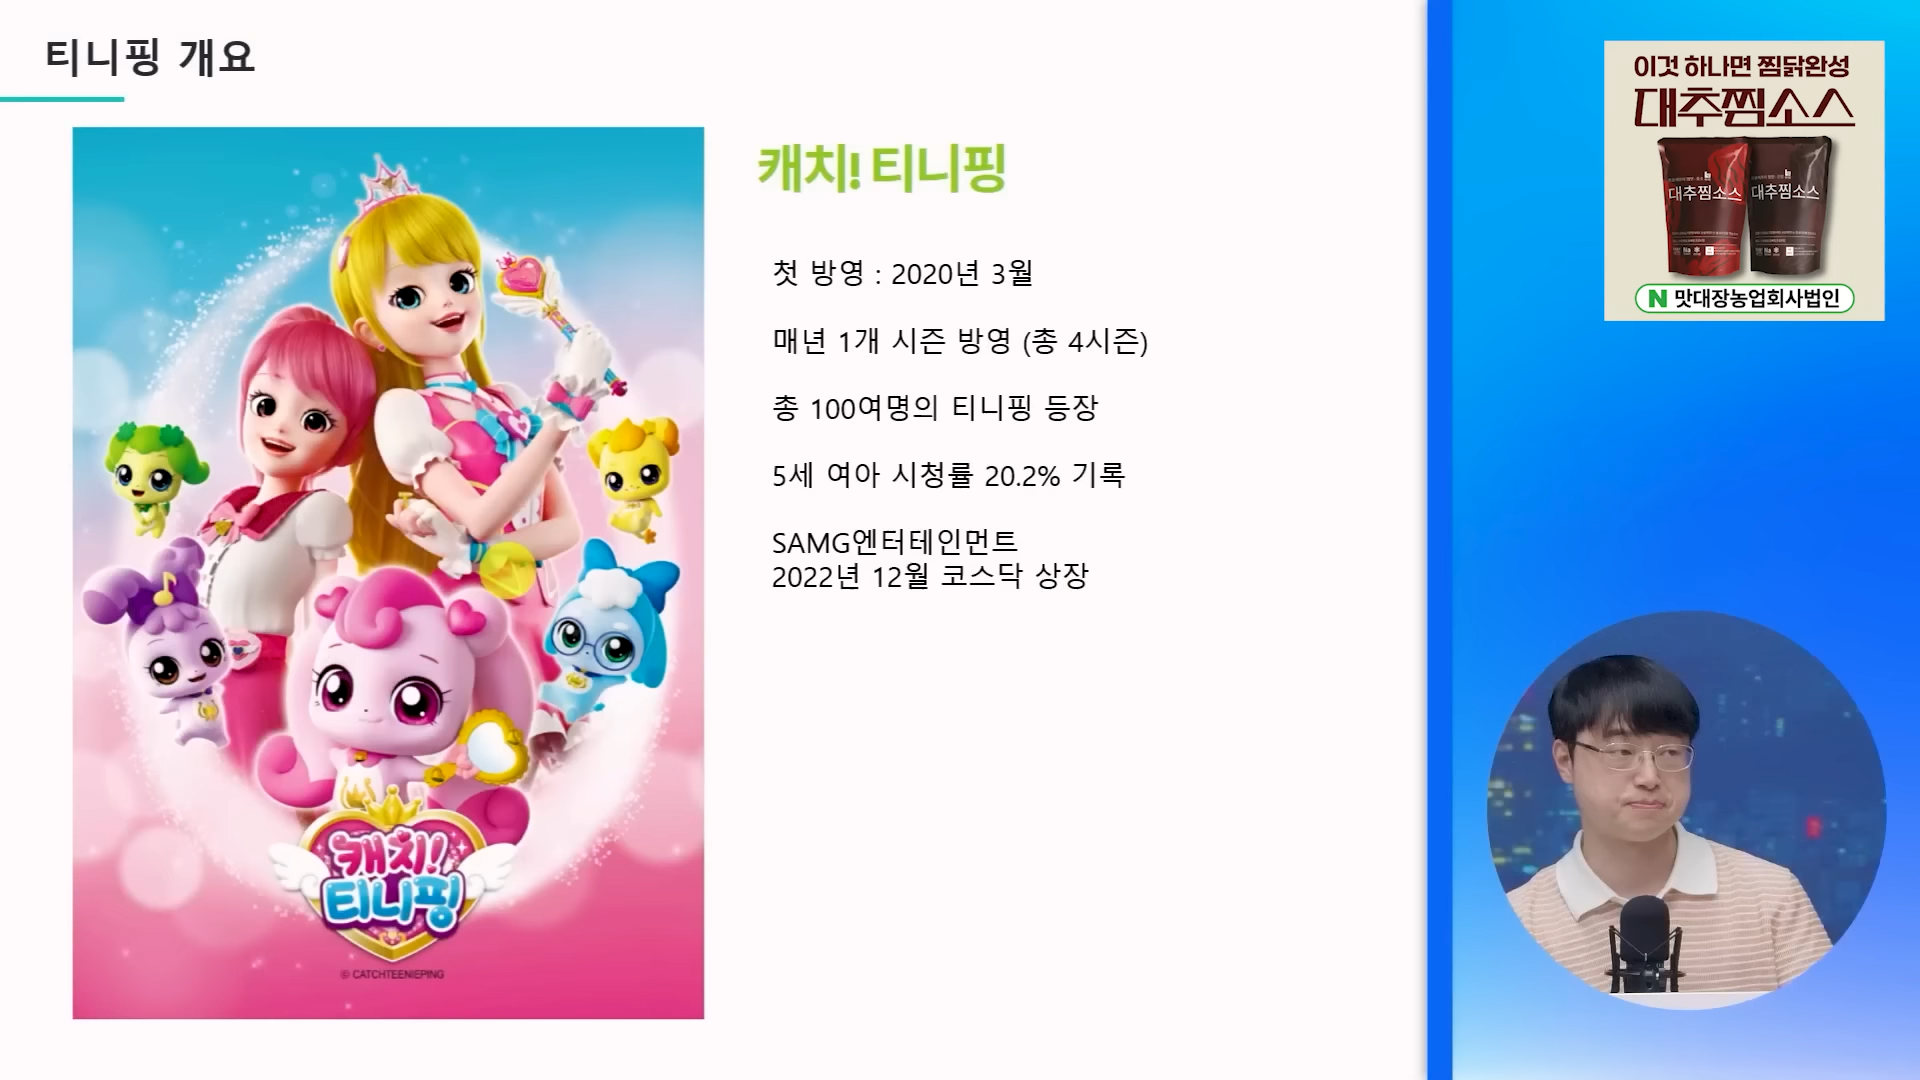 티니핑 개요
캐치! 티니핑
© CATCHTEENIEPING
캐치! 티니핑
첫 방영 : 2020년 3월
매년 1개 시즌 방영 (총 4시즌)
총 100여명의 티니핑 등장
5세 여아 시청률 20.2% 기록
SAMG엔터테인먼트
2022년 12월 코스닥 상장
이것 하나면 찜닭완성
대추찜소스
대추찜소스
대추찜소스
N 맛대장농업회사법인